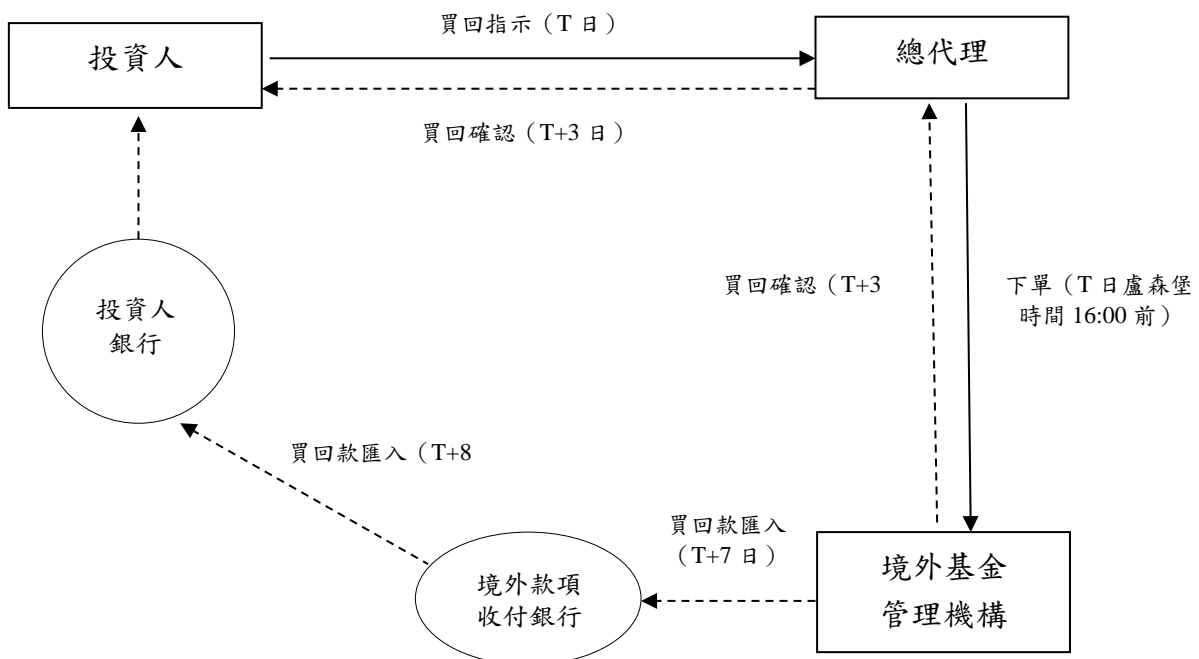 買回指示（T 日）
投資人
總代理
買回確認（T+3 日）
買回確認（T+3
下單（T 日盧森堡
時間 16:00 前）
投資人
銀行
買回款匯入（T+8
買回款匯入
（T+7 日）
境外款項
收付銀行
境外基金
管理機構